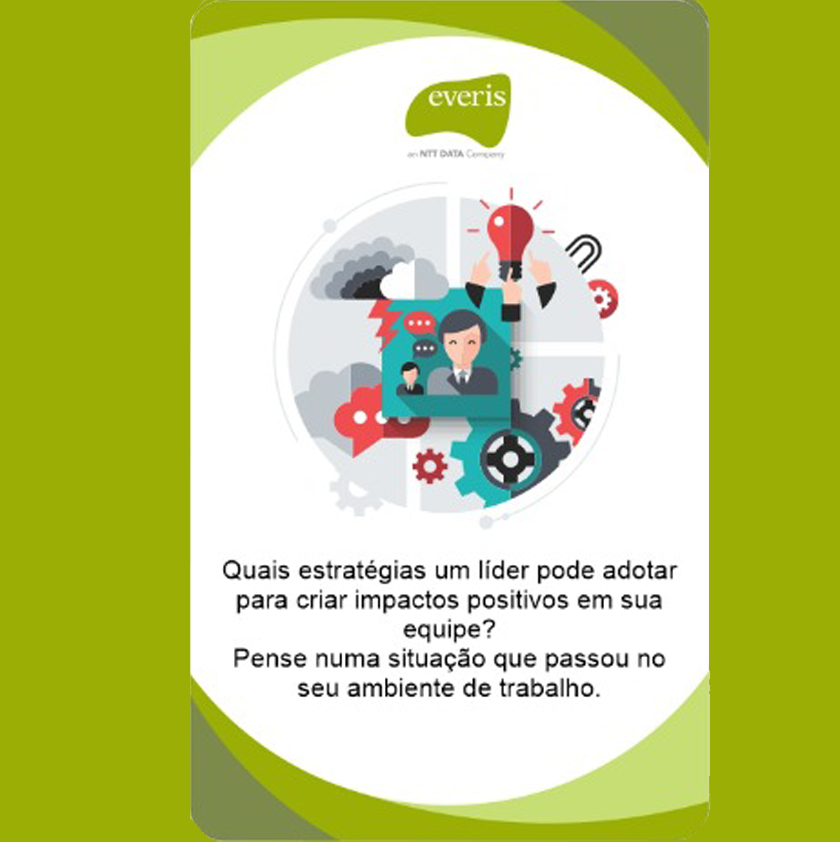 everis
an NTT DATA Company
Quais estratégias um líder pode adotar
para criar impactos positivos em sua
equipe?
Pense numa situação que passou no
seu ambiente de trabalho.